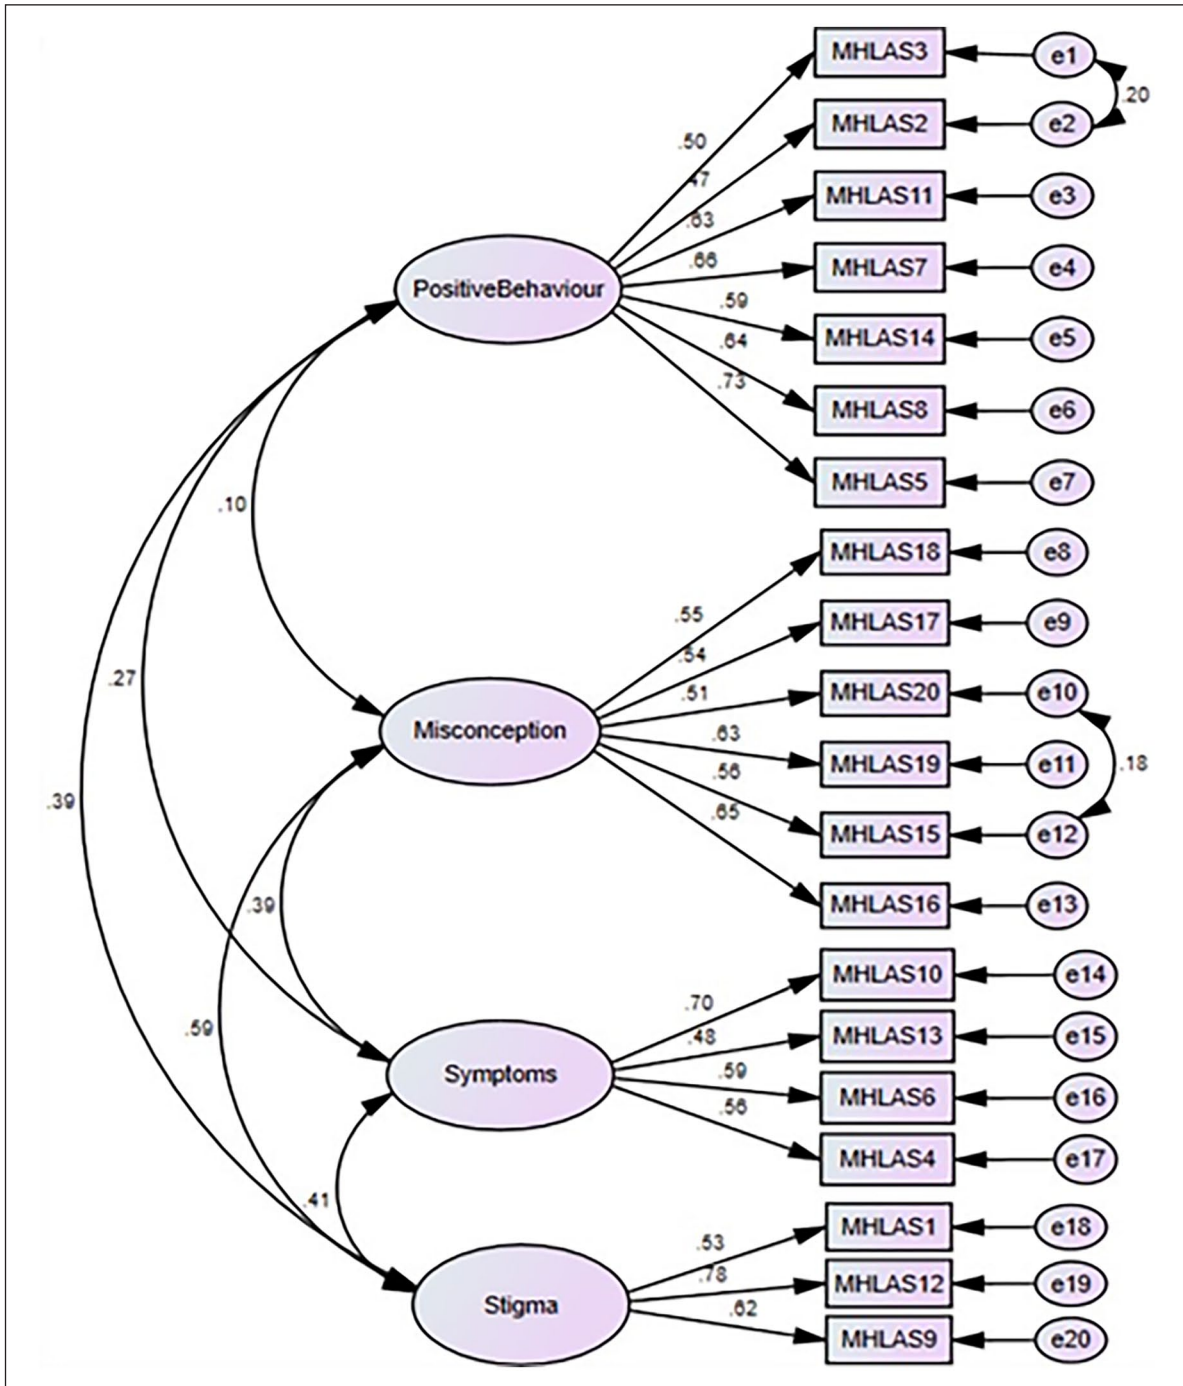 MHLAS3
e1
.20
.50
MHLAS2
e2
.47
MHLAS11
e3
.63
MHLAS7
e4
.66
PositiveBehaviour
.59
MHLAS14
e5
.64
MHLAS8
e6
.73
MHLAS5
e7
.10
MHLAS18
e8
.55
MHLAS17
e9
.54
.27
MHLAS20
e10
.51
Misconception
.63
MHLAS19
e11
.18
.56
.39
MHLAS15
e12
.65
MHLAS16
e13
.39
MHLAS10
e14
.70
.59
MHLAS13
e15
.48
Symptoms
.59
MHLAS6
e16
.56
MHLAS4
e17
.41
MHLAS1
e18
.53
.78
MHLAS12
e19
Stigma
.62
MHLAS9
e20